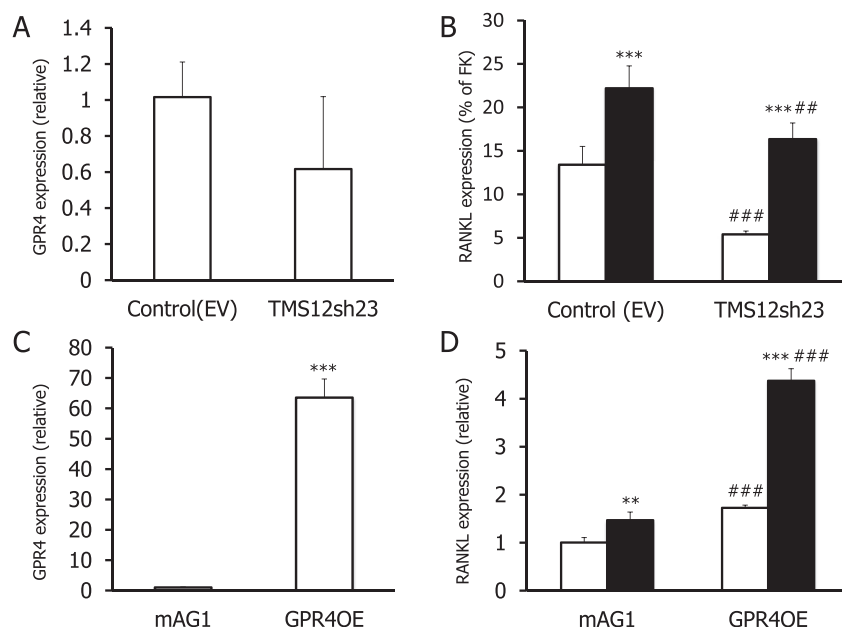 A
GPR4 expression (relative)
1.4
1.2
1
0.8
0.6
0.4
0.2
0
Control(EV)
TMS12sh23
B
RANKL expression (% of FK)
30
25
20
15
10
5
0
***
***##
###
Control (EV)
TMS12sh23
C
GPR4 expression (relative)
80
70
60
50
40
30
20
10
0
***
mAG1
GPR4OE
D
RANKL expression (relative)
5
4
3
2
1
0
**
***###
###
mAG1
GPR4OE